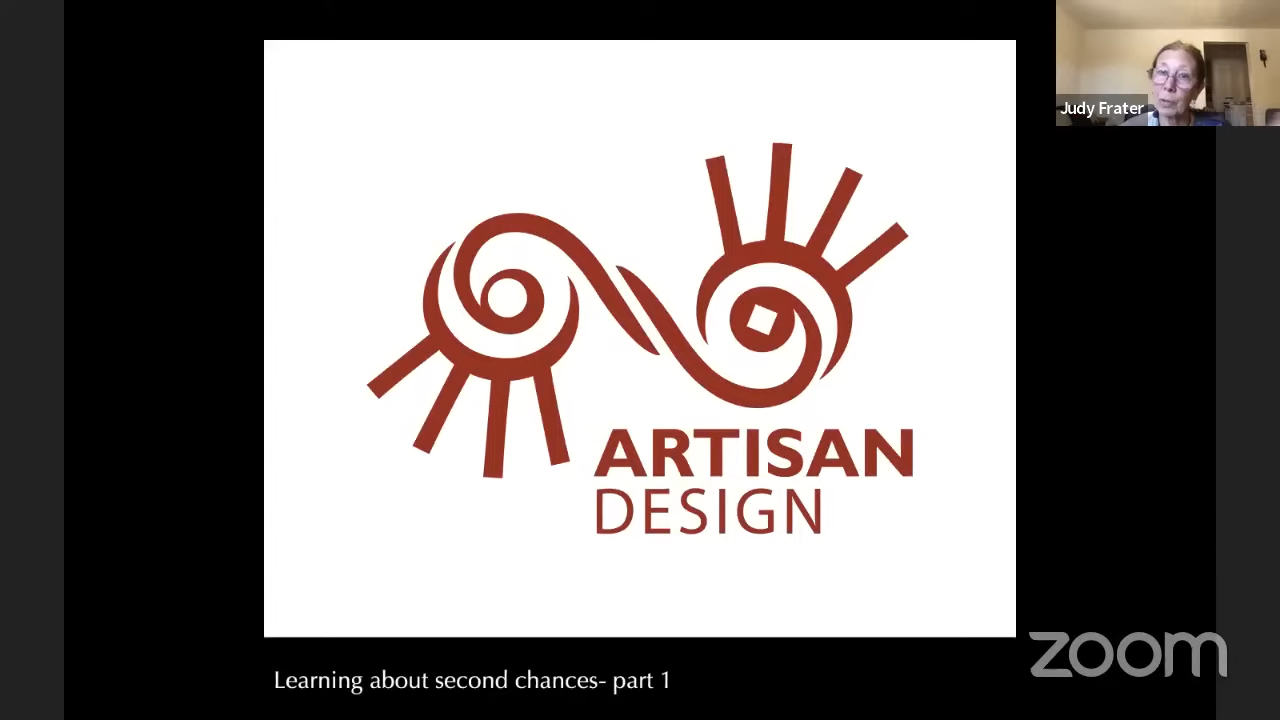 Judy Frater
ARTISAN
DESIGN
Learning about second chances- part 1
zoom